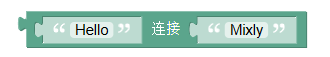 “ Hello ” 连接 “ Mixly ”